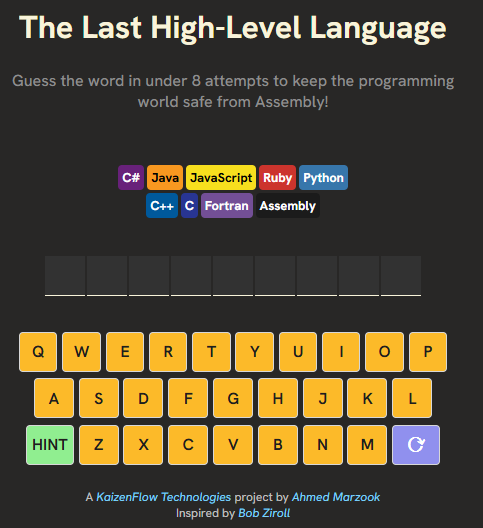 The Last High-Level Language
Guess the word in under 8 attempts to keep the programming
world safe from Assembly!
C# Java JavaScript Ruby Python
C++ C Fortran Assembly
Q W E R T Y U I O P
A S D F G H J K L
HINT Z X C V B N M
A KaizenFlow Technologies project by Ahmed Marzook
Inspired by Bob Ziroll